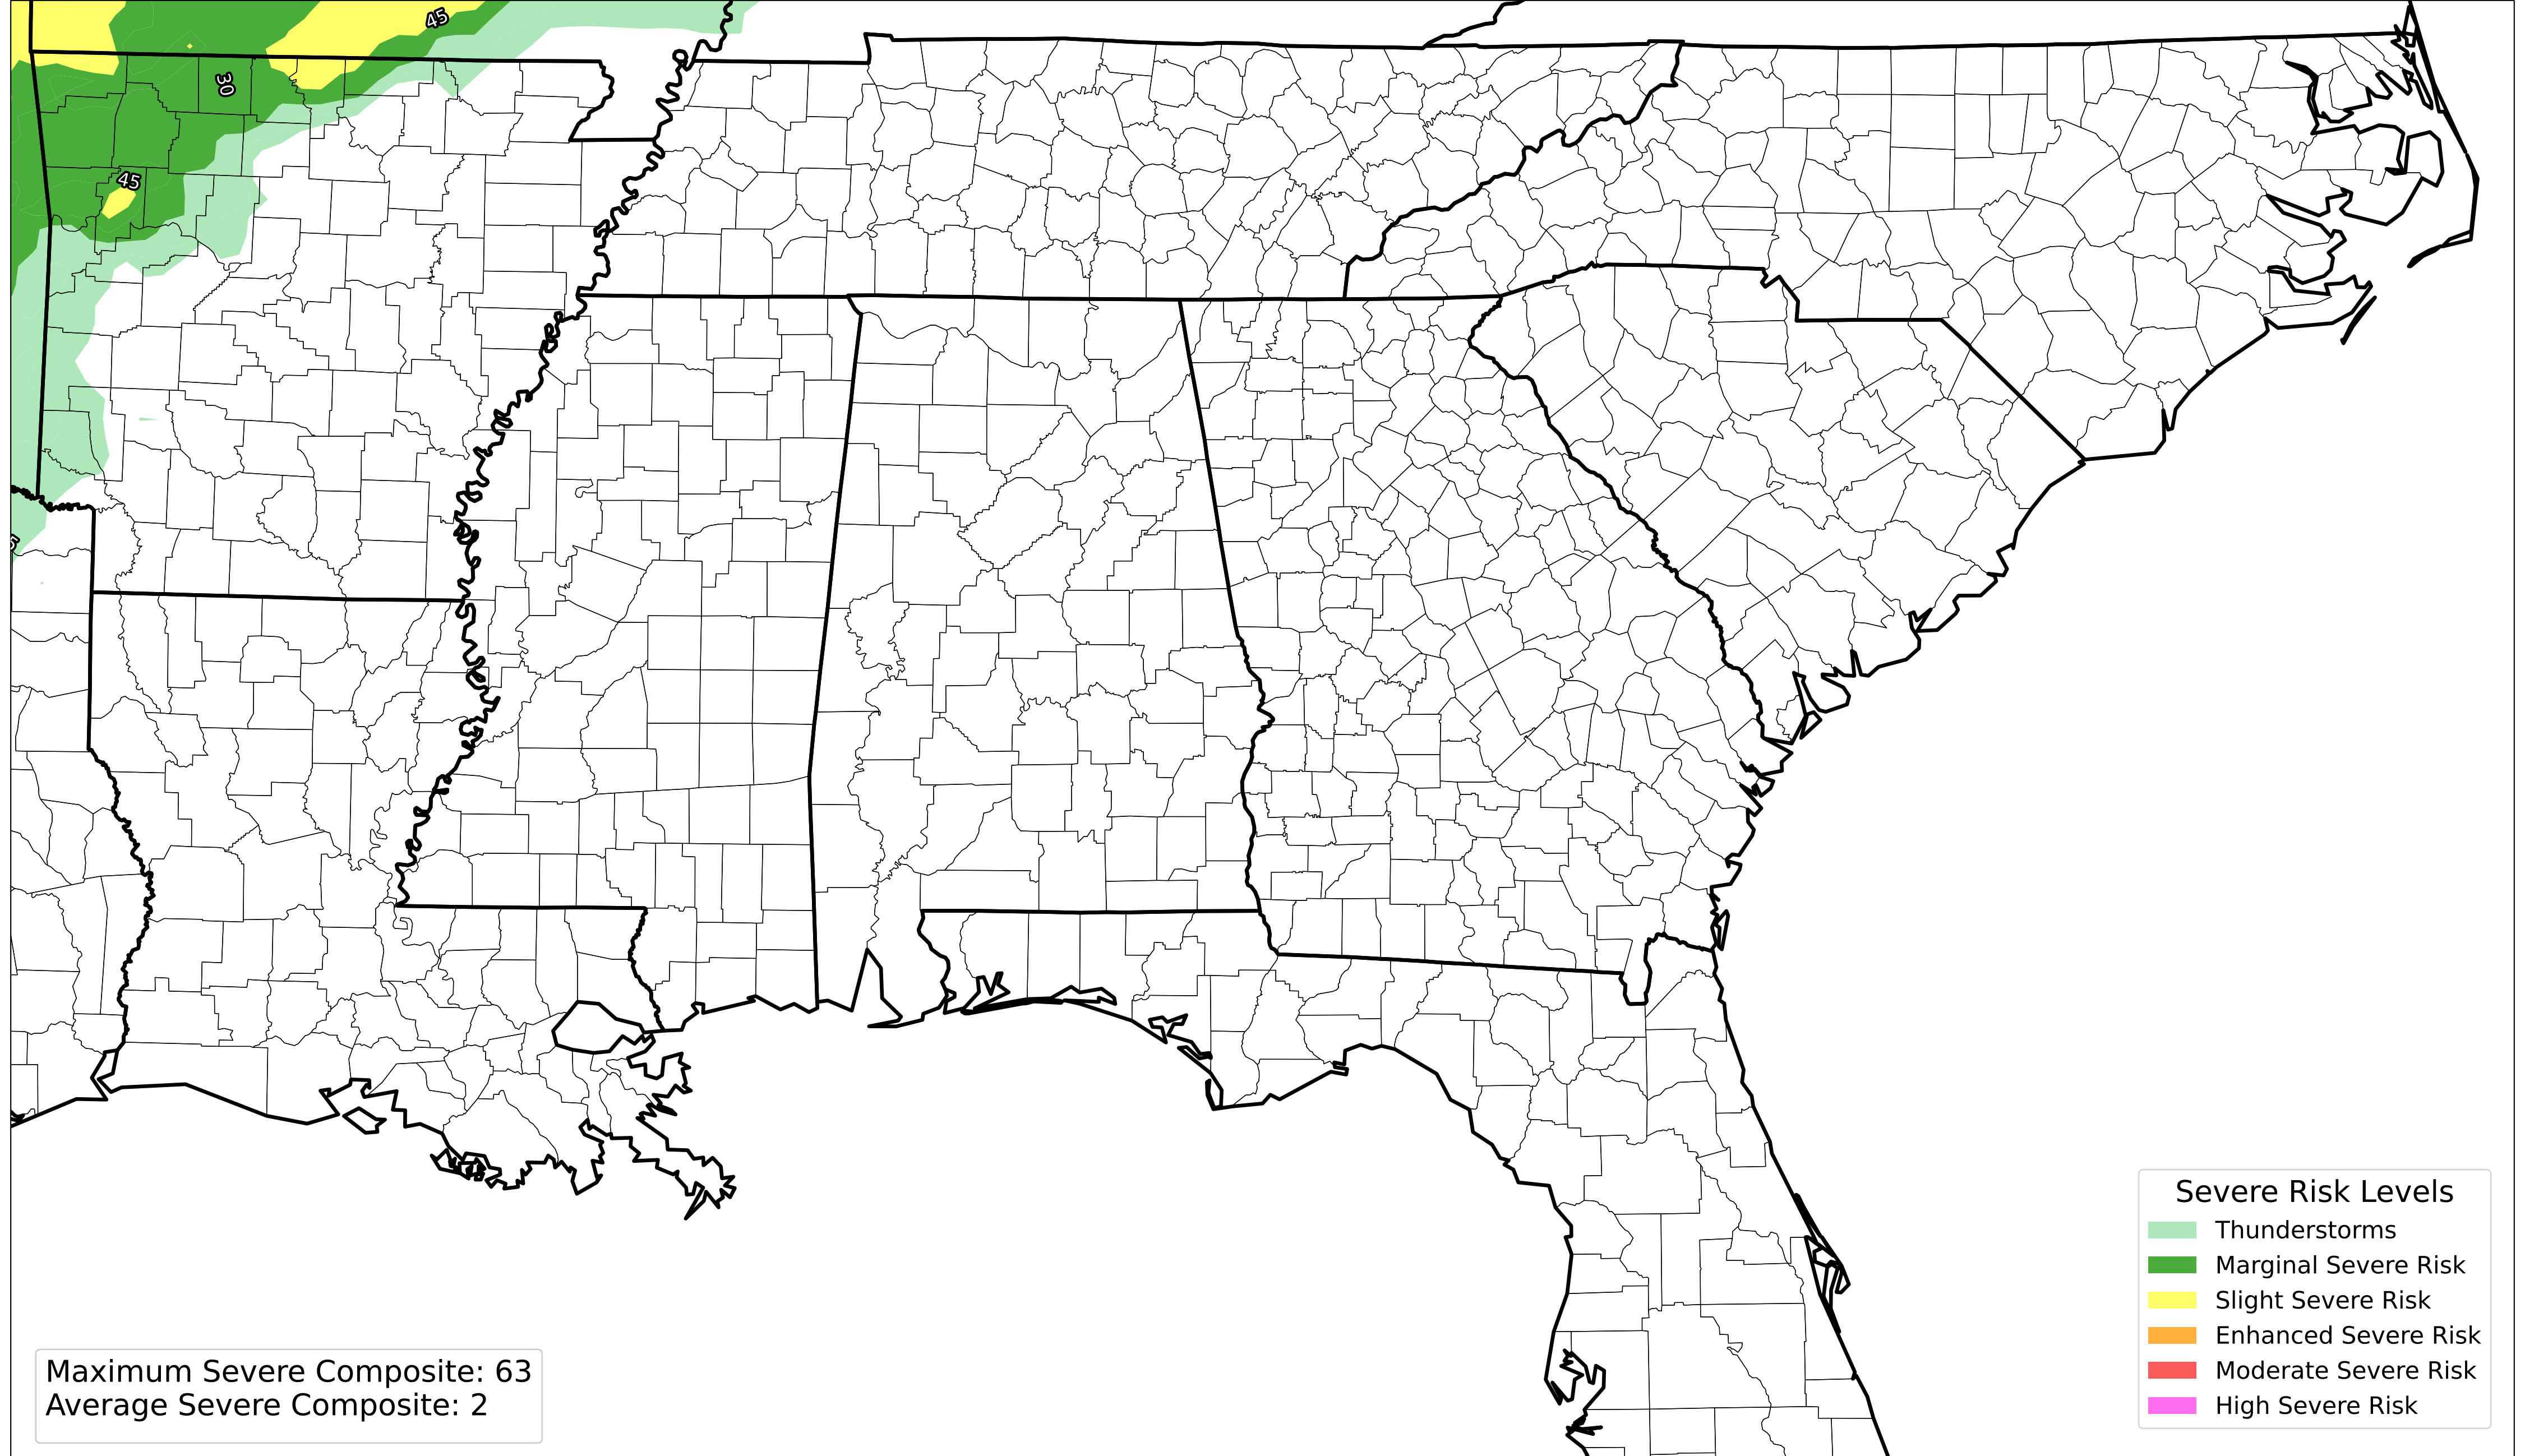 45
30
45
Severe Risk Levels
Thunderstorms
Marginal Severe Risk
Slight Severe Risk
Enhanced Severe Risk
Moderate Severe Risk
High Severe Risk
Maximum Severe Composite: 63
Average Severe Composite: 2